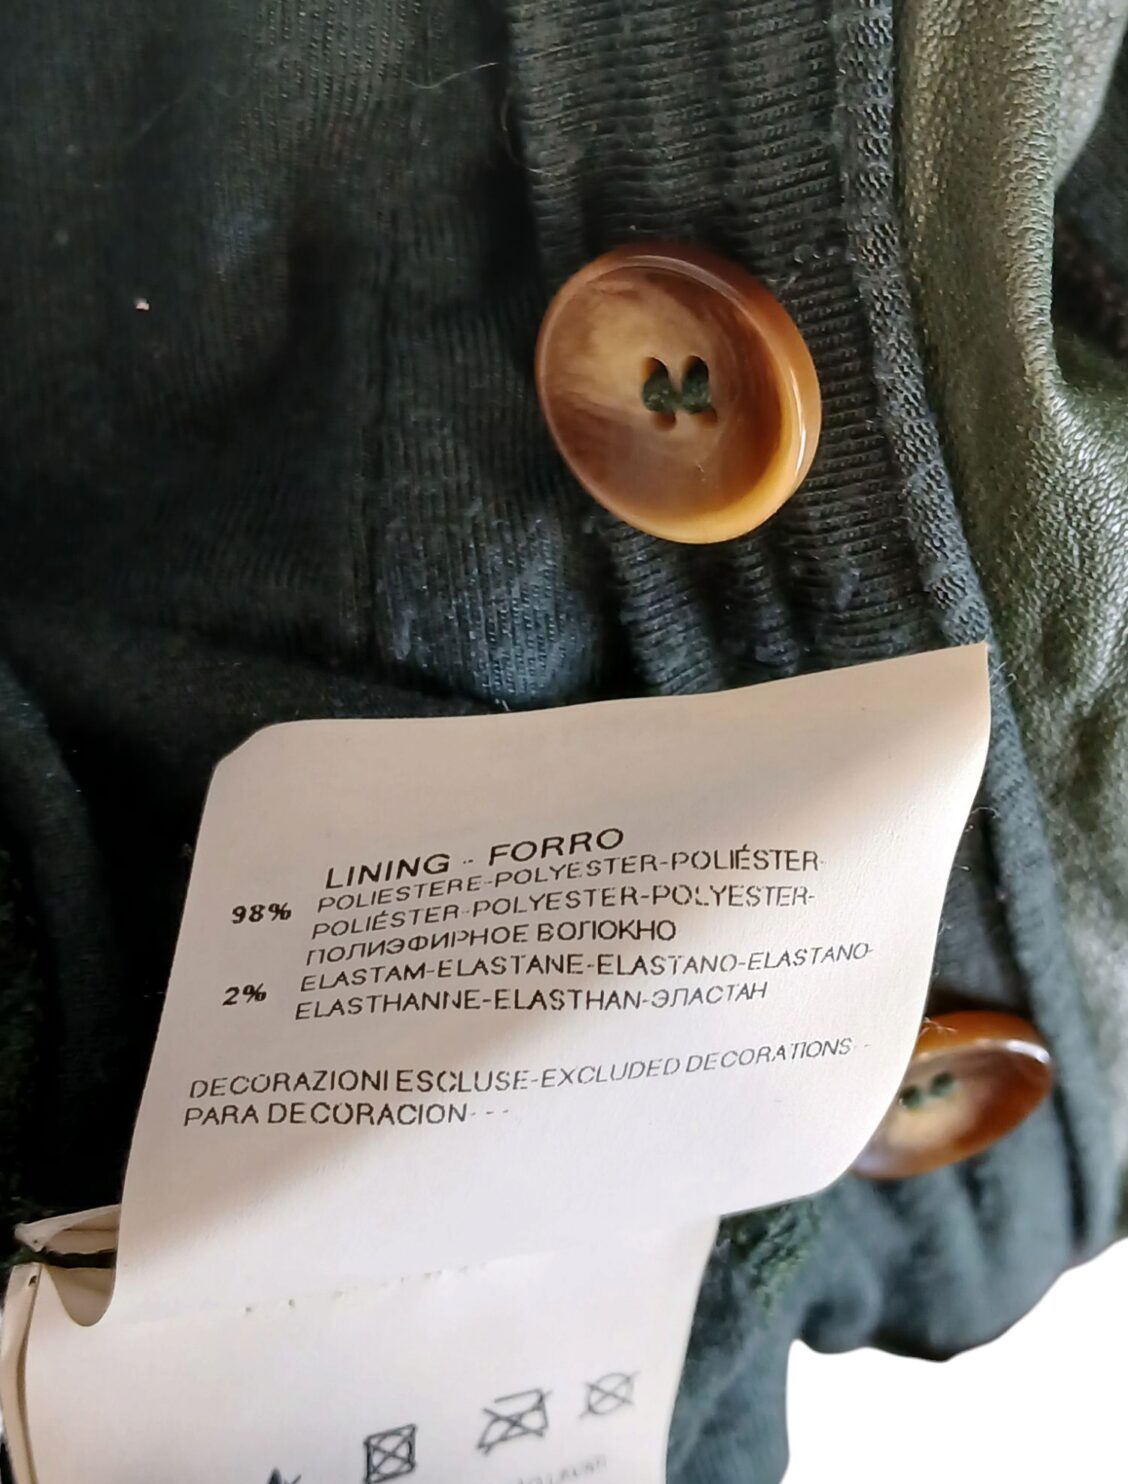 LINING - FORRO
98% POLIESTERE-POLYESTER-POLIÉSTER-
POLIÉSTER-POLYESTER-POLYESTER-
ПОЛИЭФИРНОЕ ВОЛОКНО
2% ELASTAM-ELASTANE-ELASTANO-ELASTANO-
ELASTHANNE-ELASTHAN-ЭЛАСТАН
DECORAZIONI ESCLUSE-EXCLUDED DECORATIONS--
PARA DECORACION---